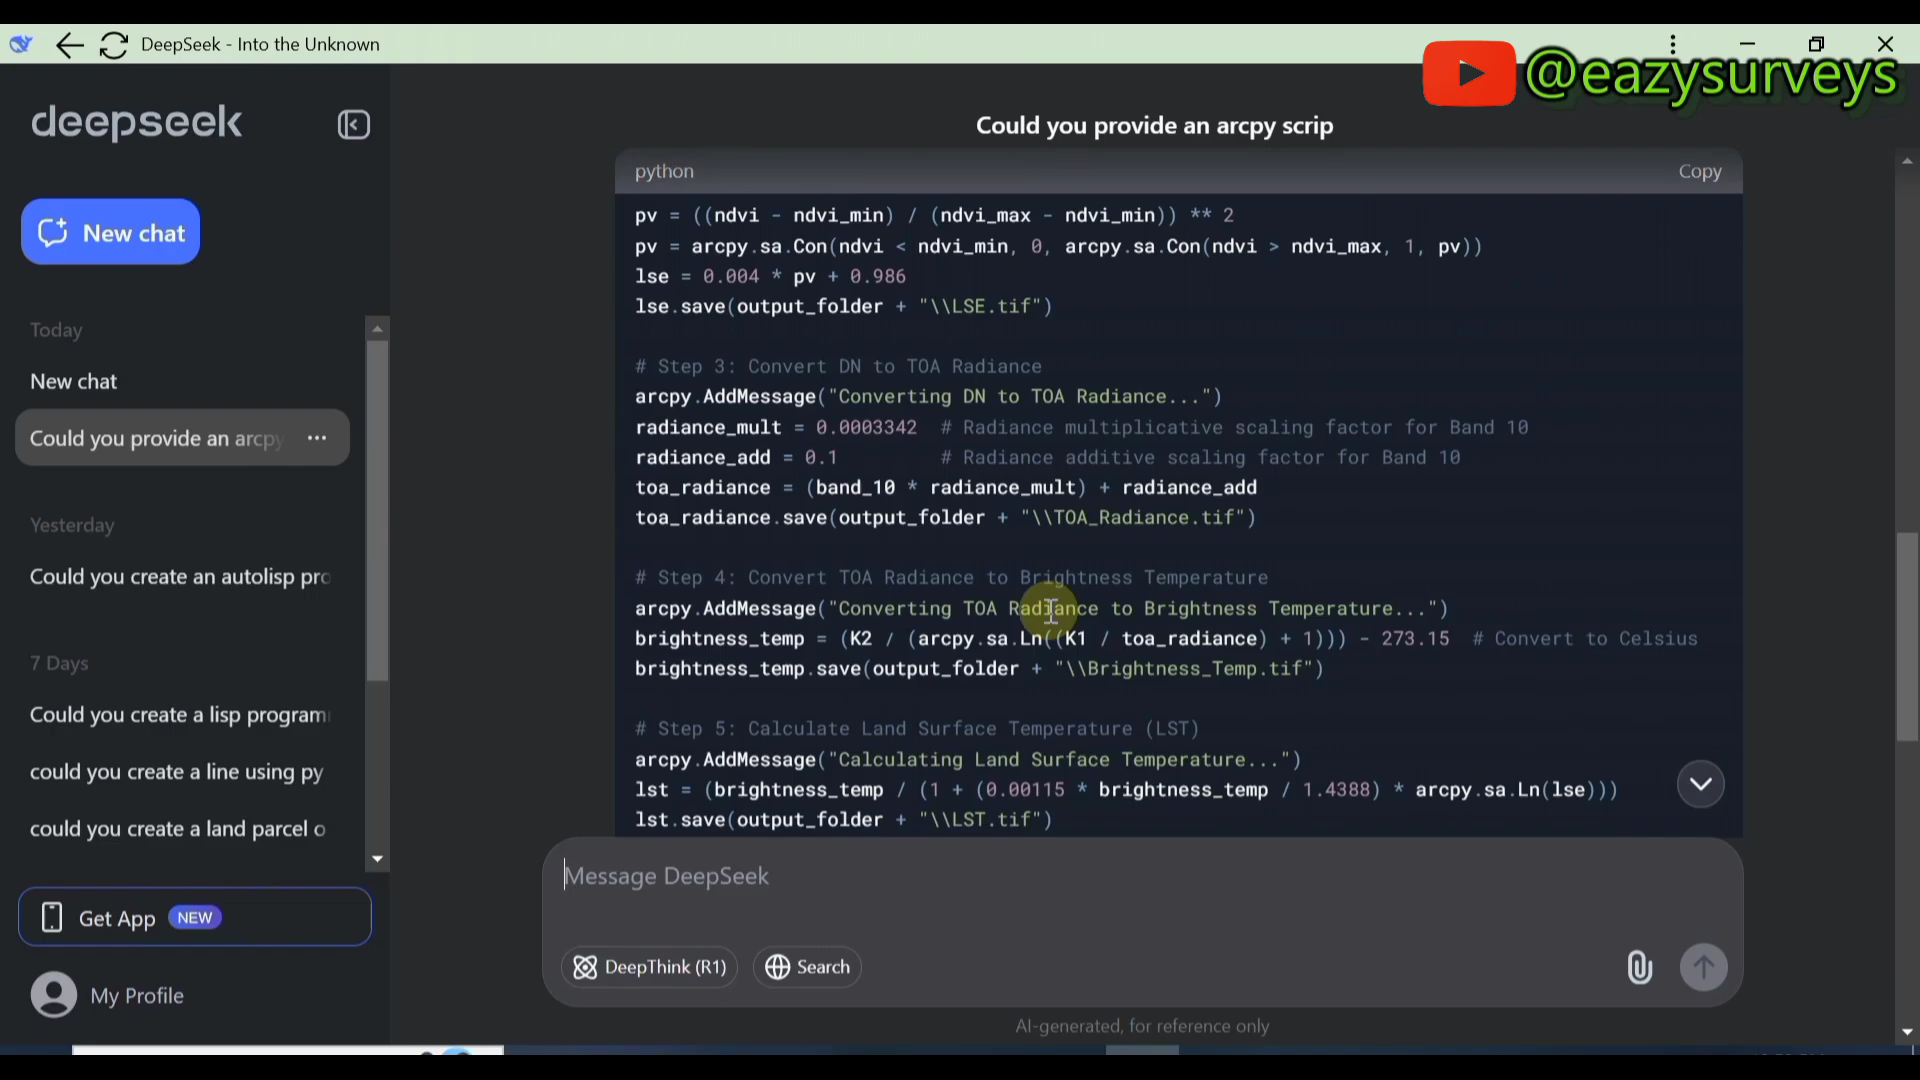 DeepSeek - Into the Unknown
@eazysurveys
deepseek
Could you provide an arcpy scrip
New chat
Today
New chat
Could you provide an arcpy
Yesterday
Could you create an autolisp pro
7 Days
Could you create a lisp program
could you create a line using py
could you create a land parcel o
Get App NEW
My Profile
python
Copy
pv = ((ndvi - ndvi_min) / (ndvi_max - ndvi_min)) ** 2
pv = arcpy.sa.Con(ndvi < ndvi_min, 0, arcpy.sa.Con(ndvi > ndvi_max, 1, pv))
lse = 0.004 * pv + 0.986
lse.save(output_folder + "\\LSE.tif")
# Step 3: Convert DN to TOA Radiance
arcpy.AddMessage("Converting DN to TOA Radiance...")
radiance_mult = 0.0003342 # Radiance multiplicative scaling factor for Band 10
radiance_add = 0.1 # Radiance additive scaling factor for Band 10
toa_radiance = (band_10 * radiance_mult) + radiance_add
toa_radiance.save(output_folder + "\\TOA_Radiance.tif")
# Step 4: Convert TOA Radiance to Brightness Temperature
arcpy.AddMessage("Converting TOA Radiance to Brightness Temperature...")
brightness_temp = (K2 / (arcpy.sa.Ln((K1 / toa_radiance) + 1))) - 273.15 # Convert to Celsius
brightness_temp.save(output_folder + "\\Brightness_Temp.tif")
# Step 5: Calculate Land Surface Temperature (LST)
arcpy.AddMessage("Calculating Land Surface Temperature...")
lst = (brightness_temp / (1 + (0.00115 * brightness_temp / 1.4388) * arcpy.sa.Ln(lse)))
lst.save(output_folder + "\\LST.tif")
Message DeepSeek
DeepThink (R1)
Search
AI-generated, for reference only